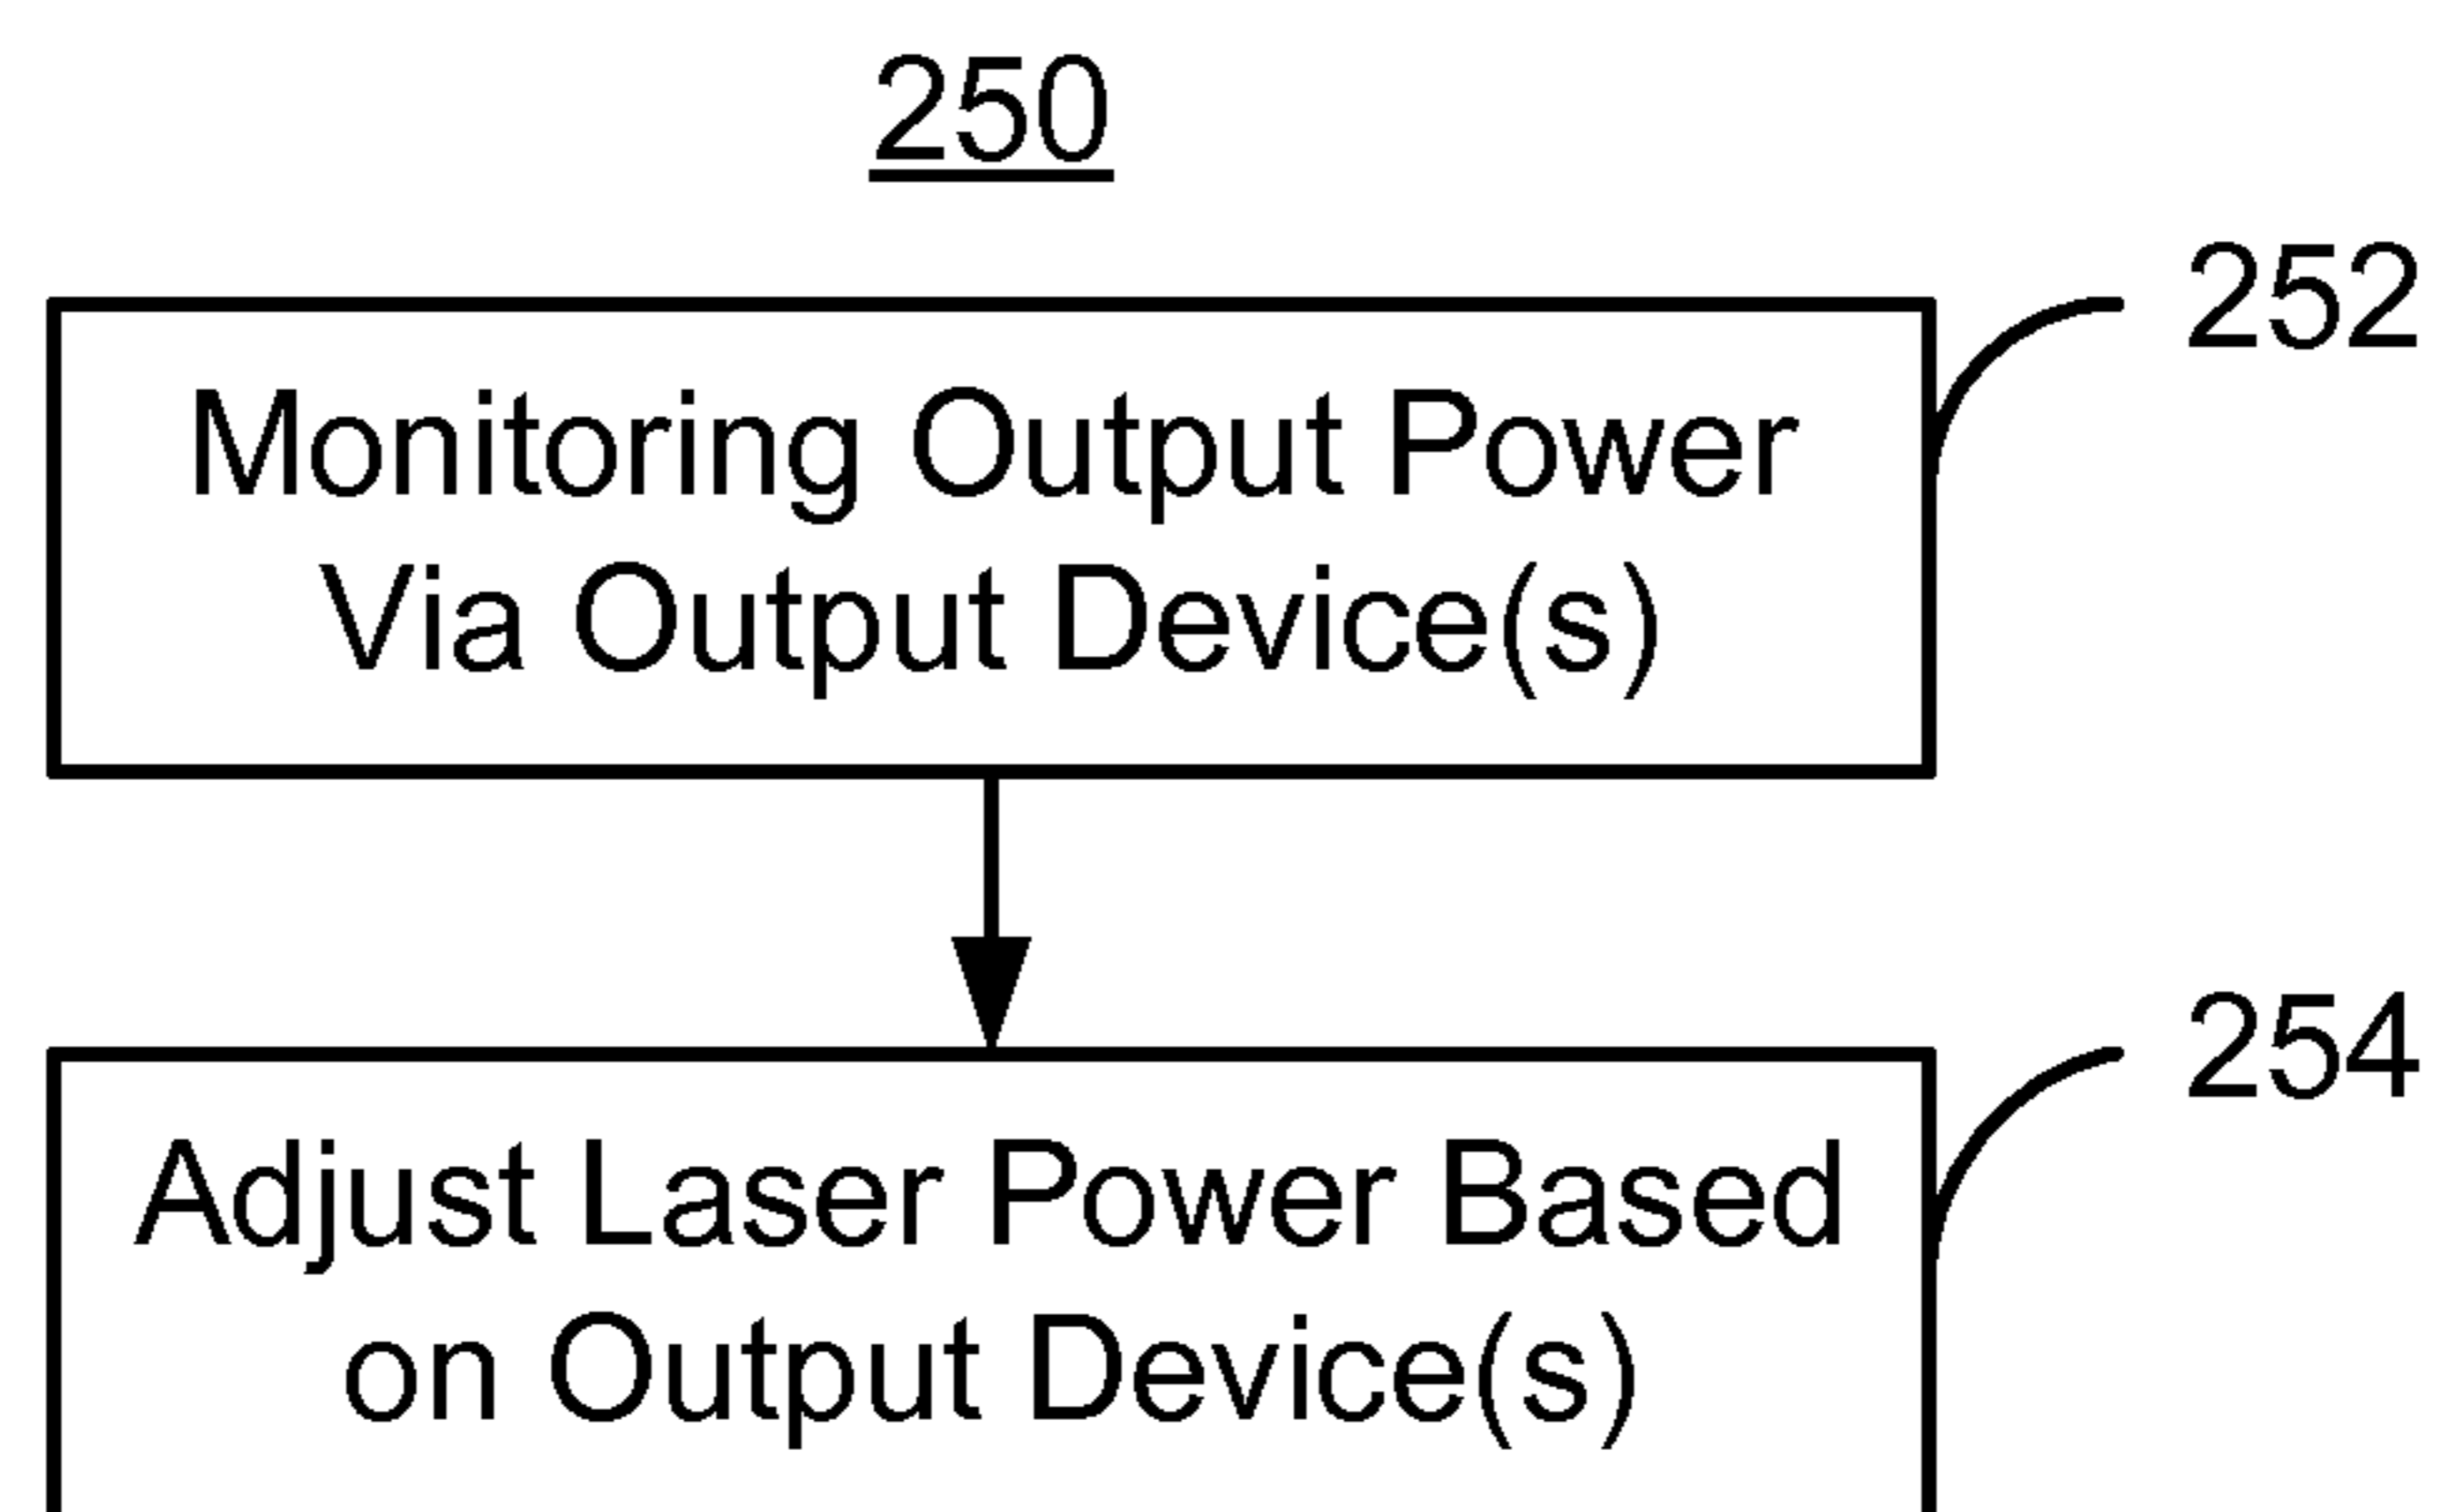 250
252
Monitoring Output Power
Via Output Device(s)
254
Adjust Laser Power Based
on Output Device(s)